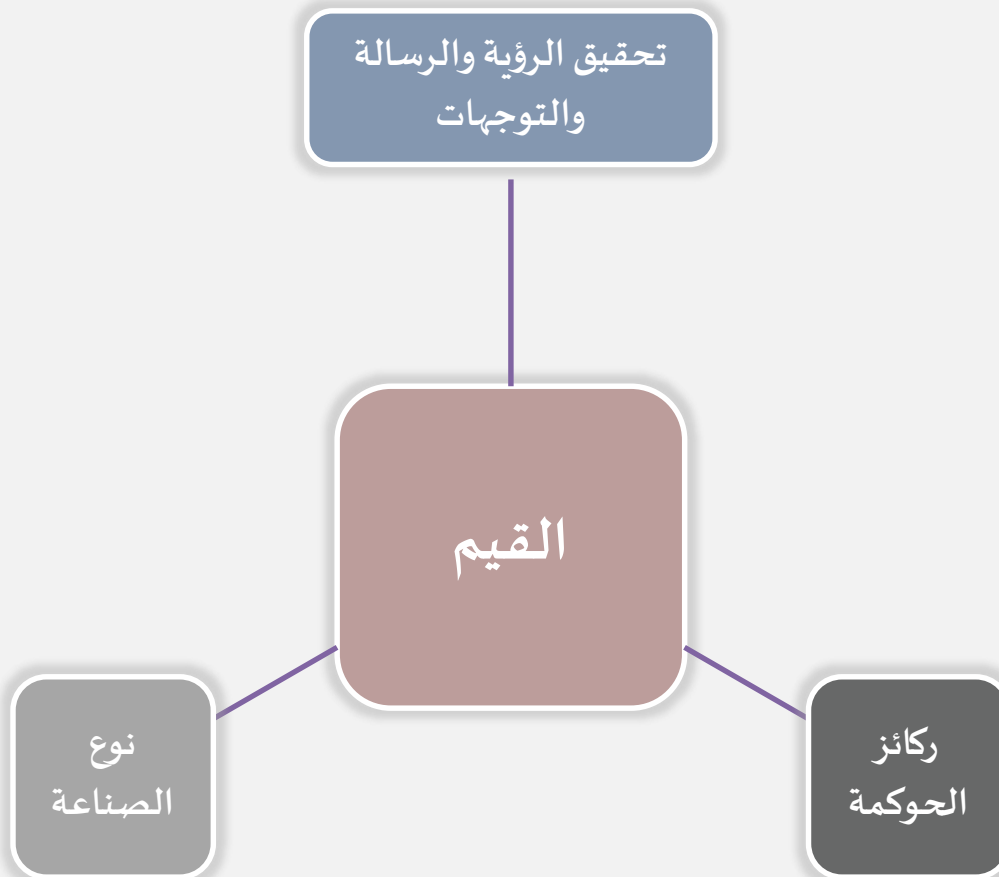 تحقيق الرؤية والرسالة
والتوجهات
القيم
ركائز
الحوكمة
نوع
الصناعة